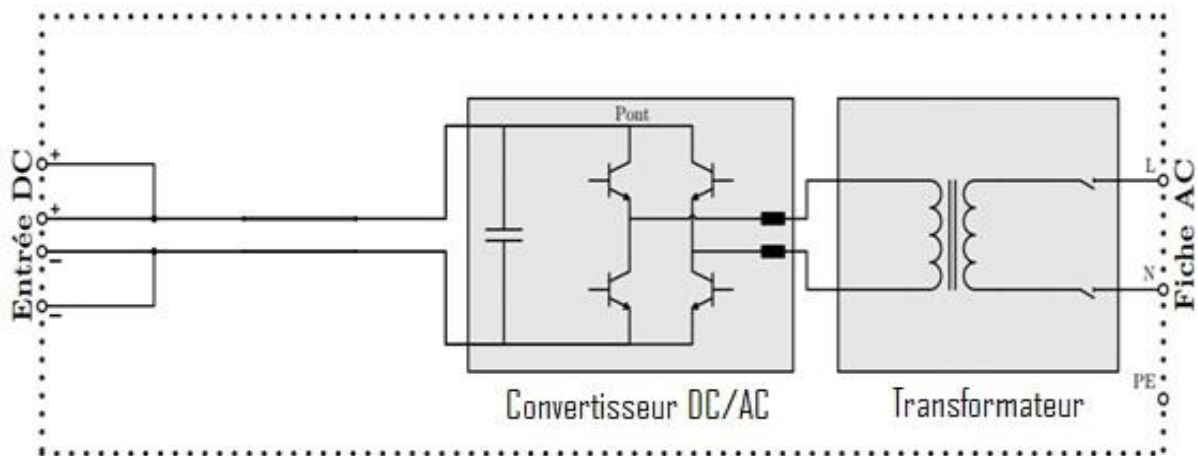 Entrée DC
+
+
−
−
Pont
Convertisseur DC/AC
Transformateur
L
N
PE
Fiche AC